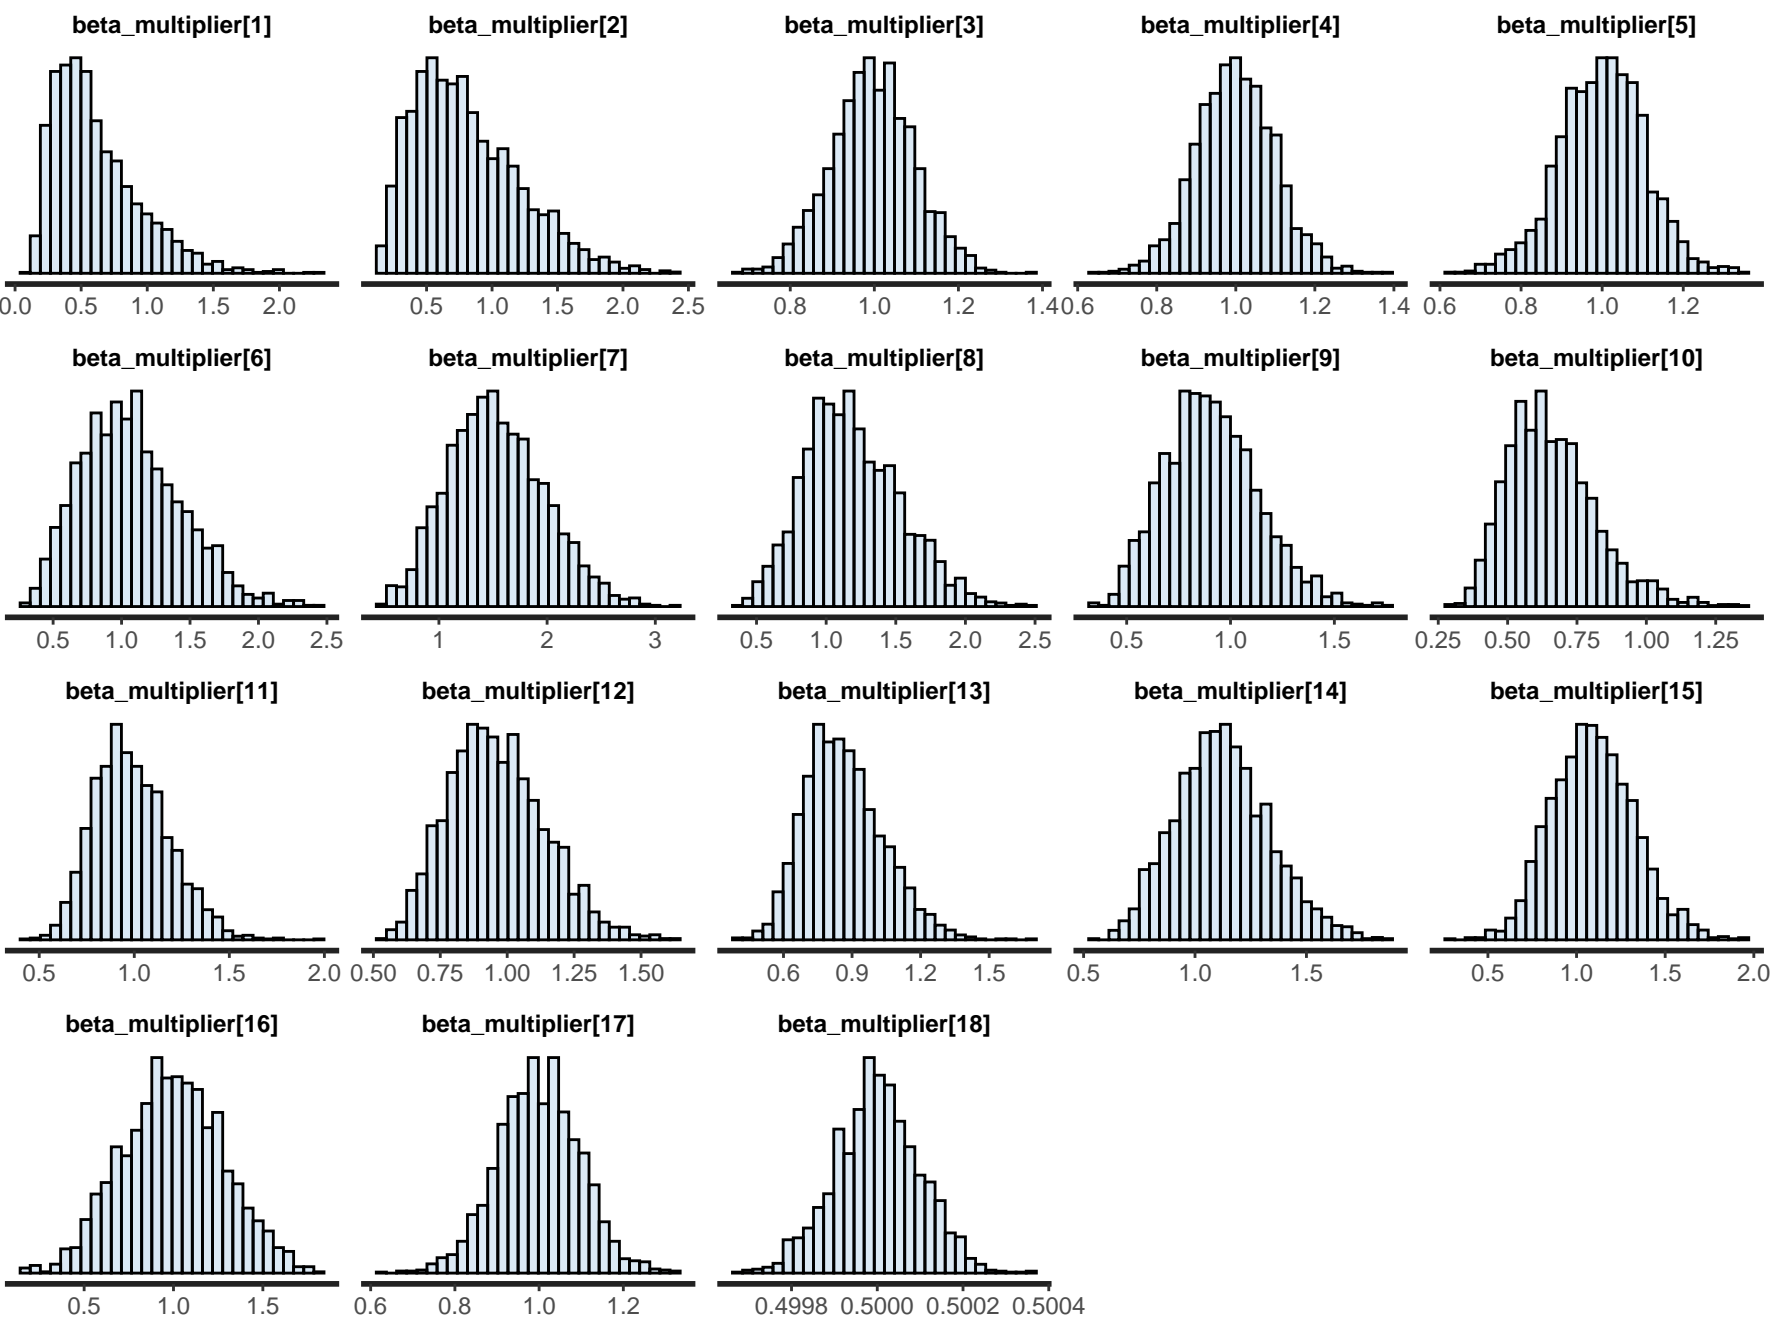 beta_multiplier[1] beta_multiplier[2] beta_multiplier[3] beta_multiplier[4] beta_multiplier[5]
0.0 0.5 1.0 1.5 2.0 0.5 1.0 1.5 2.0 2.5 0.8 1.0 1.2 1.4 0.6 0.8 1.0 1.2 1.4 0.6 0.8 1.0 1.2
beta_multiplier[6] beta_multiplier[7] beta_multiplier[8] beta_multiplier[9] beta_multiplier[10]
0.5 1.0 1.5 2.0 2.5 1 2 3 0.5 1.0 1.5 2.0 2.5 0.5 1.0 1.5 0.25 0.50 0.75 1.00 1.25
beta_multiplier[11] beta_multiplier[12] beta_multiplier[13] beta_multiplier[14] beta_multiplier[15]
0.5 1.0 1.5 2.0 0.50 0.75 1.00 1.25 1.50 0.6 0.9 1.2 1.5 0.5 1.0 1.5 0.5 1.0 1.5 2.0
beta_multiplier[16] beta_multiplier[17] beta_multiplier[18]
0.5 1.0 1.5 0.6 0.8 1.0 1.2 0.4998 0.5000 0.5002 0.5004